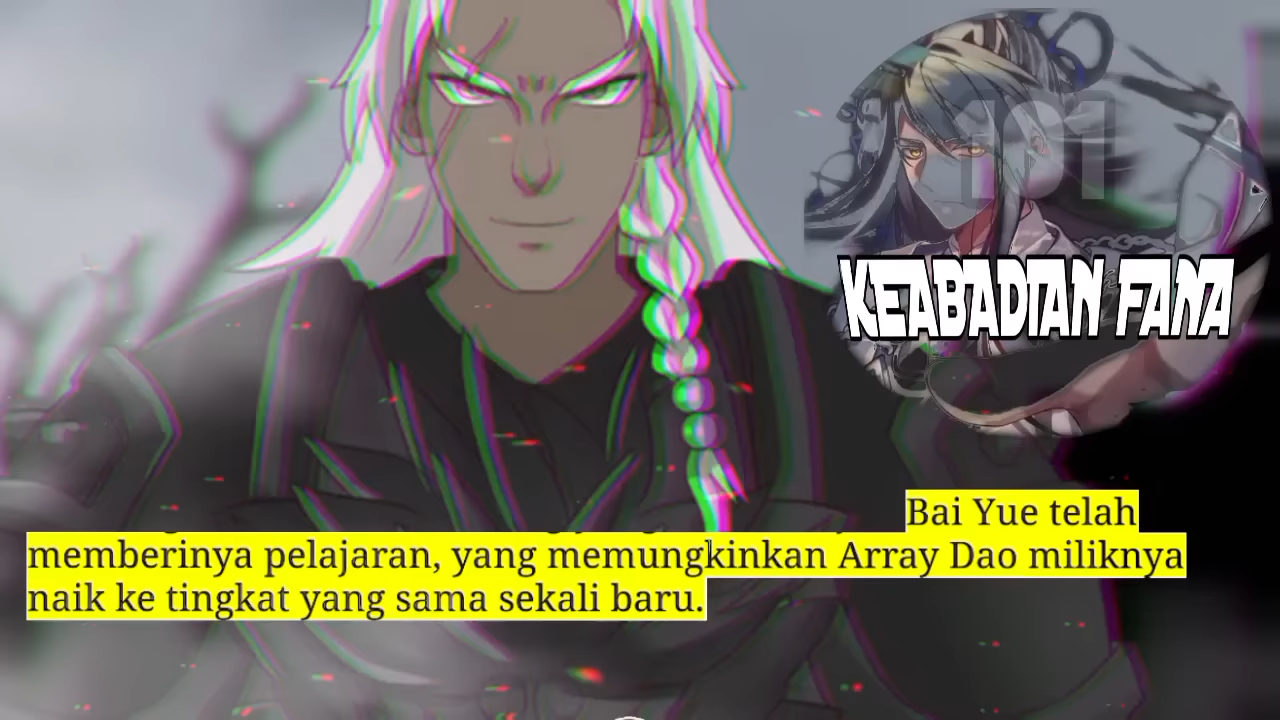 101
KEABADIAN FANA
Bai Yue telah
memberinya pelajaran, yang memungkinkan Array Dao miliknya
naik ke tingkat yang sama sekali baru.